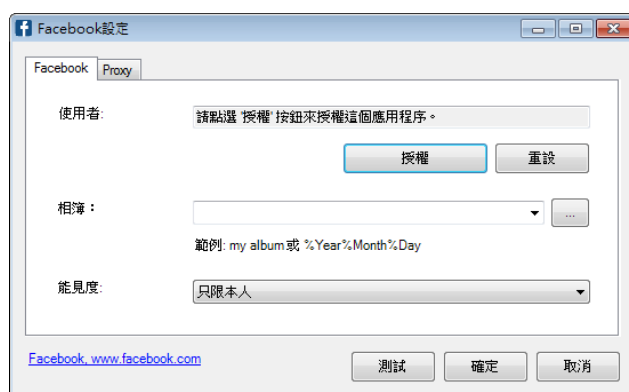 Facebook設定
Facebook Proxy
使用者:
請點選 '授權' 按鈕來授權這個應用程序。
授權 重設
相簿：
...
範例: my album或 %Year%Month%Day
能見度:
只限本人
Facebook, www.facebook.com
測試 確定 取消